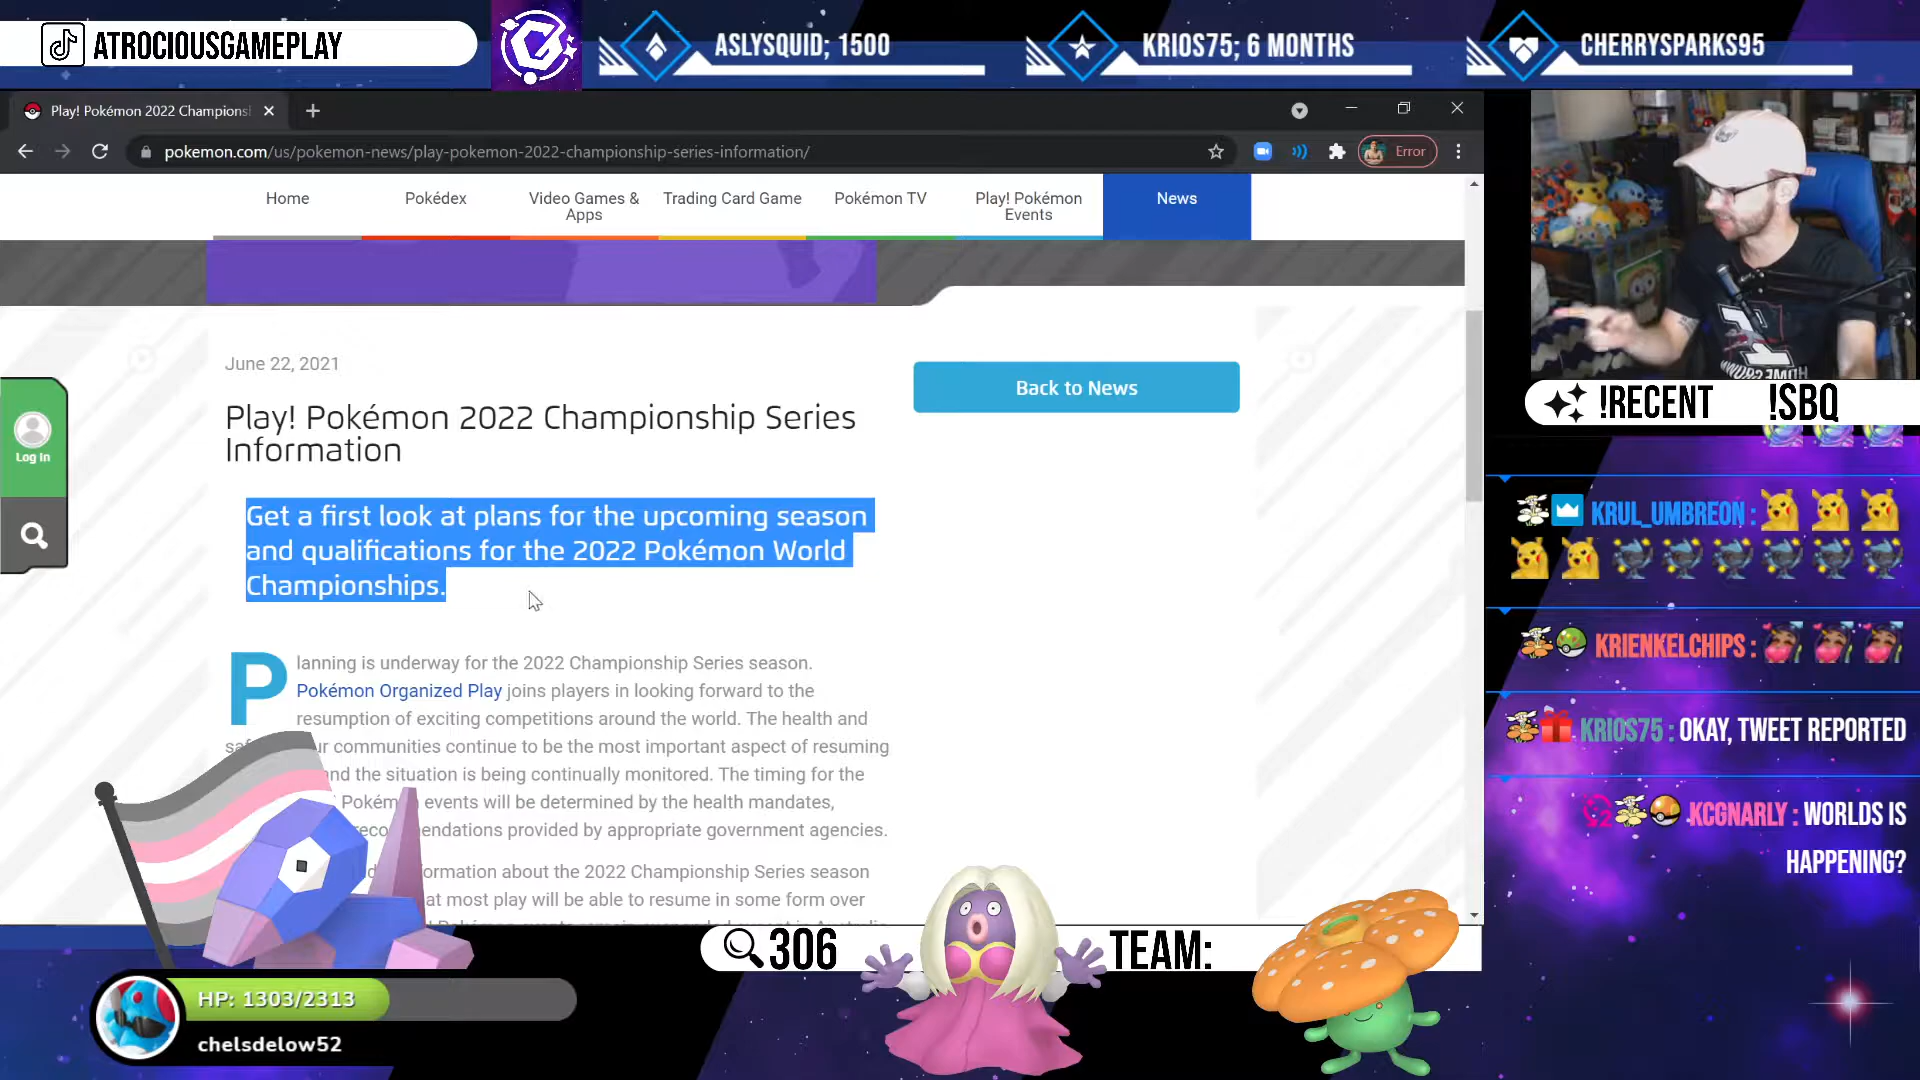 ATROCIOUSGAMEPLAY
ASLYSQUID; 1500
KRIOS75; 6 MONTHS
CHERRYSPARKS95
Play! Pokémon 2022 Champions
pokemon.com/us/pokemon-news/play-pokemon-2022-championship-series-information/
Error
Home
Pokédex
Video Games &
Apps
Trading Card Game
Pokémon TV
Play! Pokémon
Events
News
June 22, 2021
Back to News
Play! Pokémon 2022 Championship Series
Information
Log In
Get a first look at plans for the upcoming season
and qualifications for the 2022 Pokémon World
Championships.
Planning is underway for the 2022 Championship Series season.
Pokémon Organized Play joins players in looking forward to the
resumption of exciting competitions around the world. The health and
communities continue to be the most important aspect of resuming
and the situation is being continually monitored. The timing for the
events will be determined by the health mandates,
provided by appropriate government agencies.
about the 2022 Championship Series season
at most play will be able to resume in some form over
!RECENT
!SBQ
KRUL_UMBREON :
KRIENKELCHIPS :
KRIOS75 : OKAY, TWEET REPORTED
KCGNARLY : WORLDS IS
HAPPENING?
306
TEAM:
HP: 1303/2313
chelsdelow52